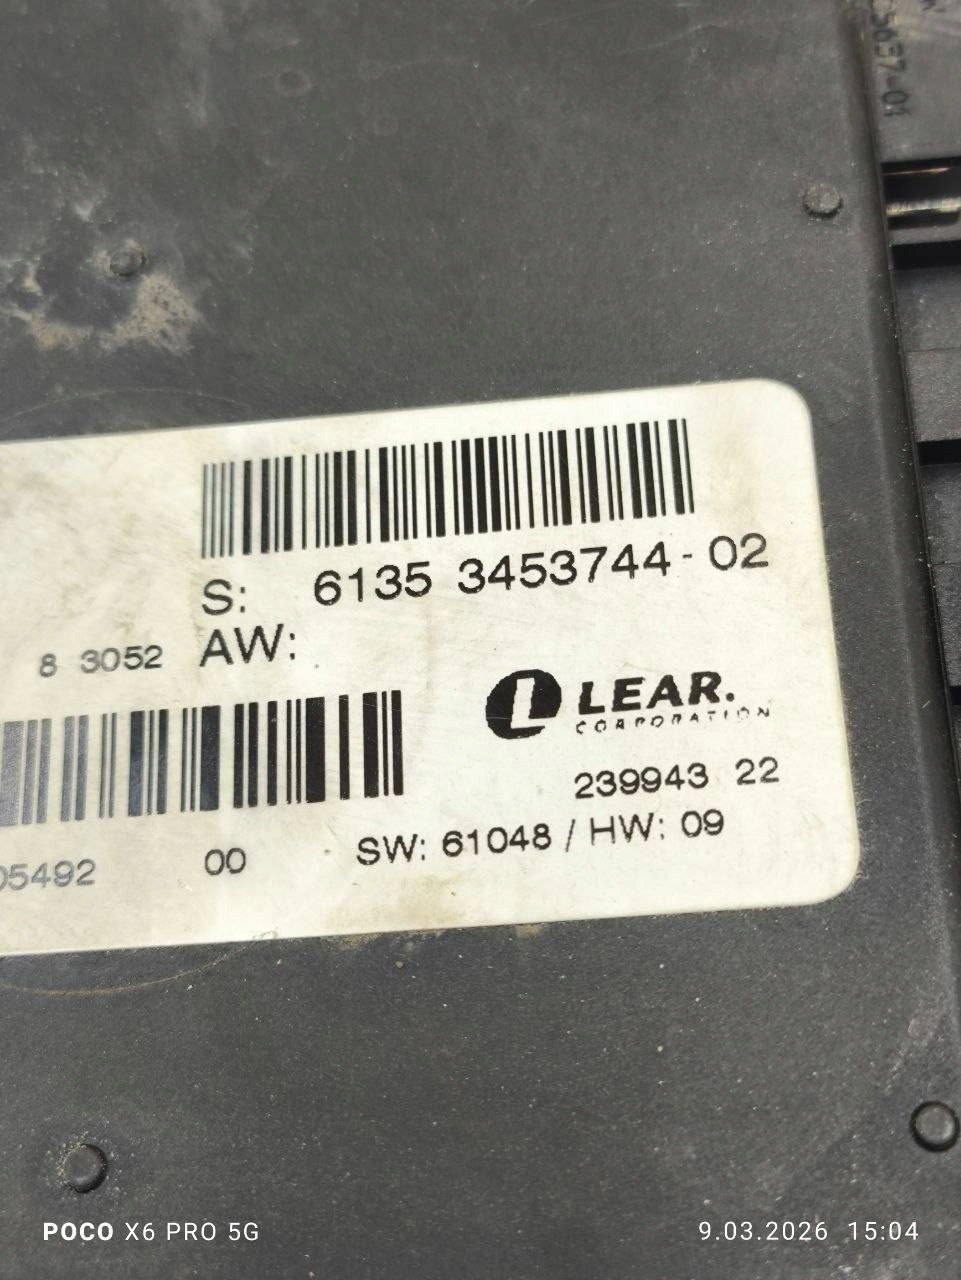 S: 6135 3453744-02
8 3052 AW:
LEAR.
CORPORATION
239943 22
05492 00 SW: 61048 / HW: 09
POCO X6 PRO 5G 9.03.2026 15:04